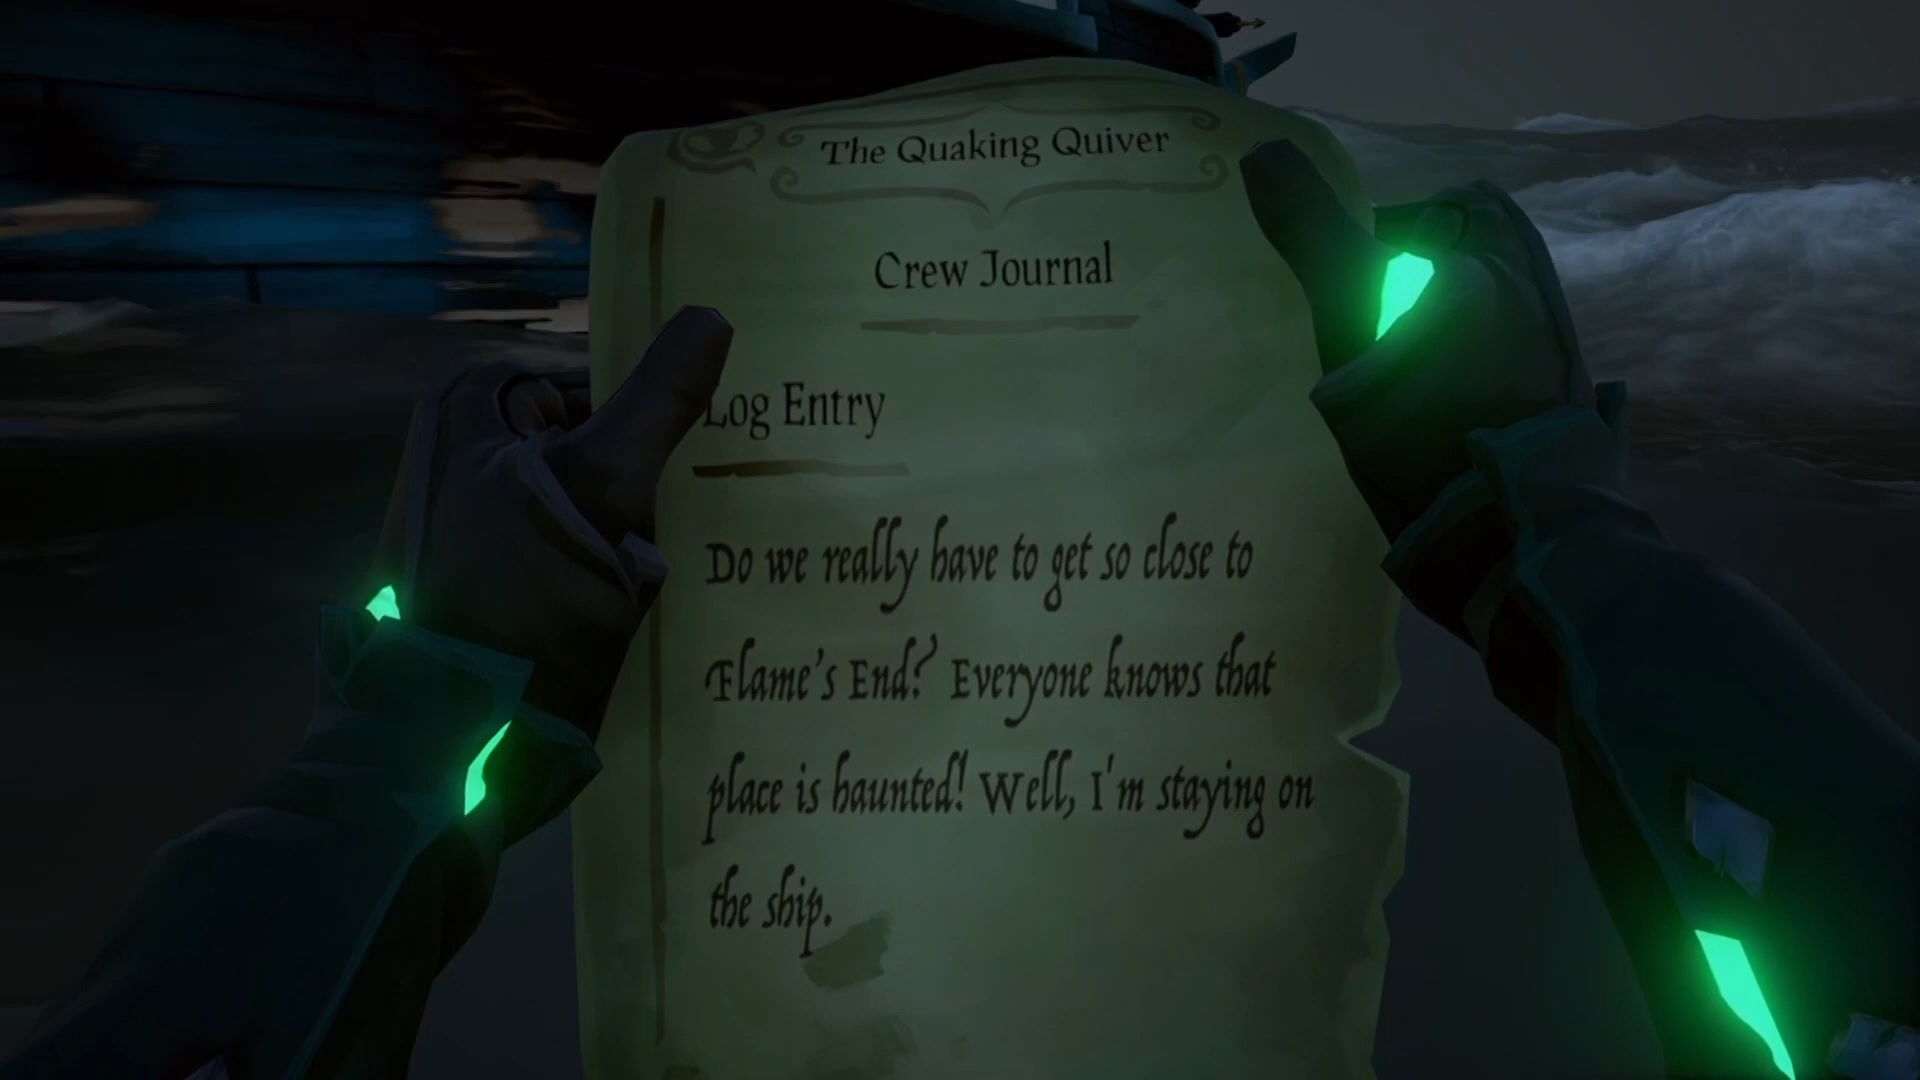 The Quaking Quiver
Crew Journal
Log Entry
Do we really have to get so close to
Flame's End? Everyone knows that
place is haunted! Well, I'm staying on
the ship.